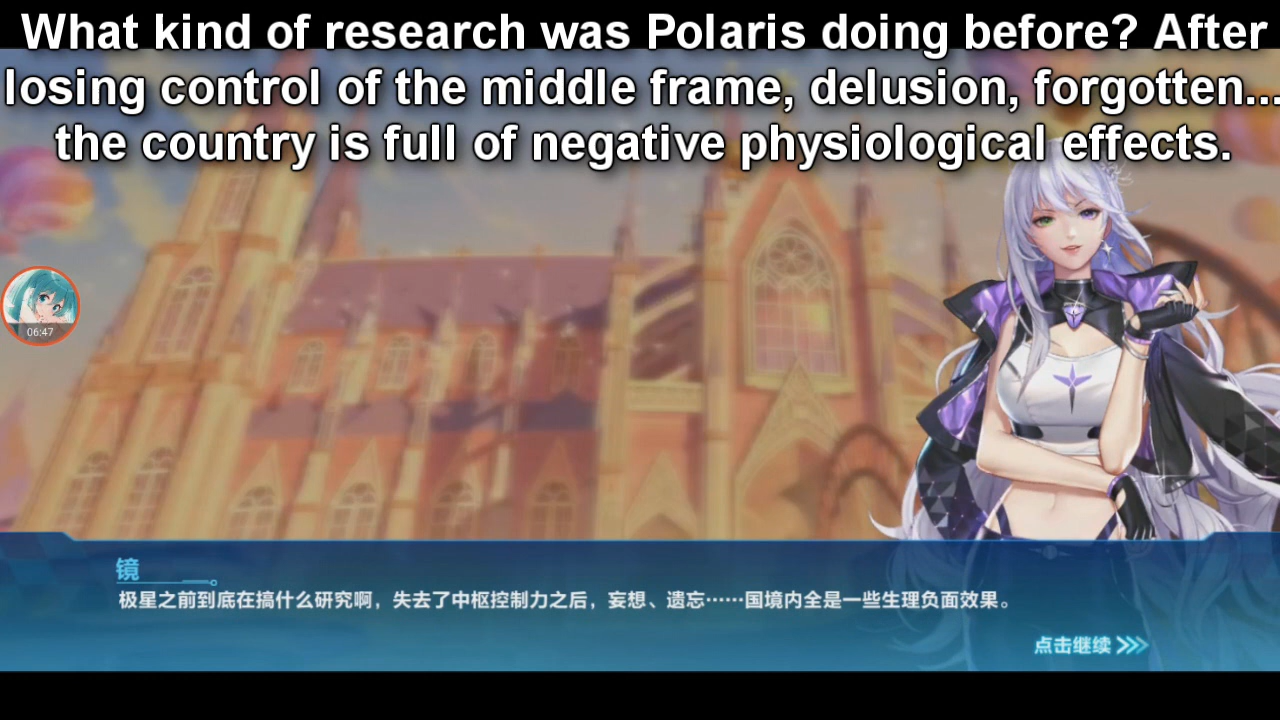 What kind of research was Polaris doing before? After
losing control of the middle frame, delusion, forgotten...
the country is full of negative physiological effects.
06:47
镜
极星之前到底在搞什么研究啊，失去了中枢控制力之后，妄想、遗忘……国境内全是一些生理负面效果。
点击继续